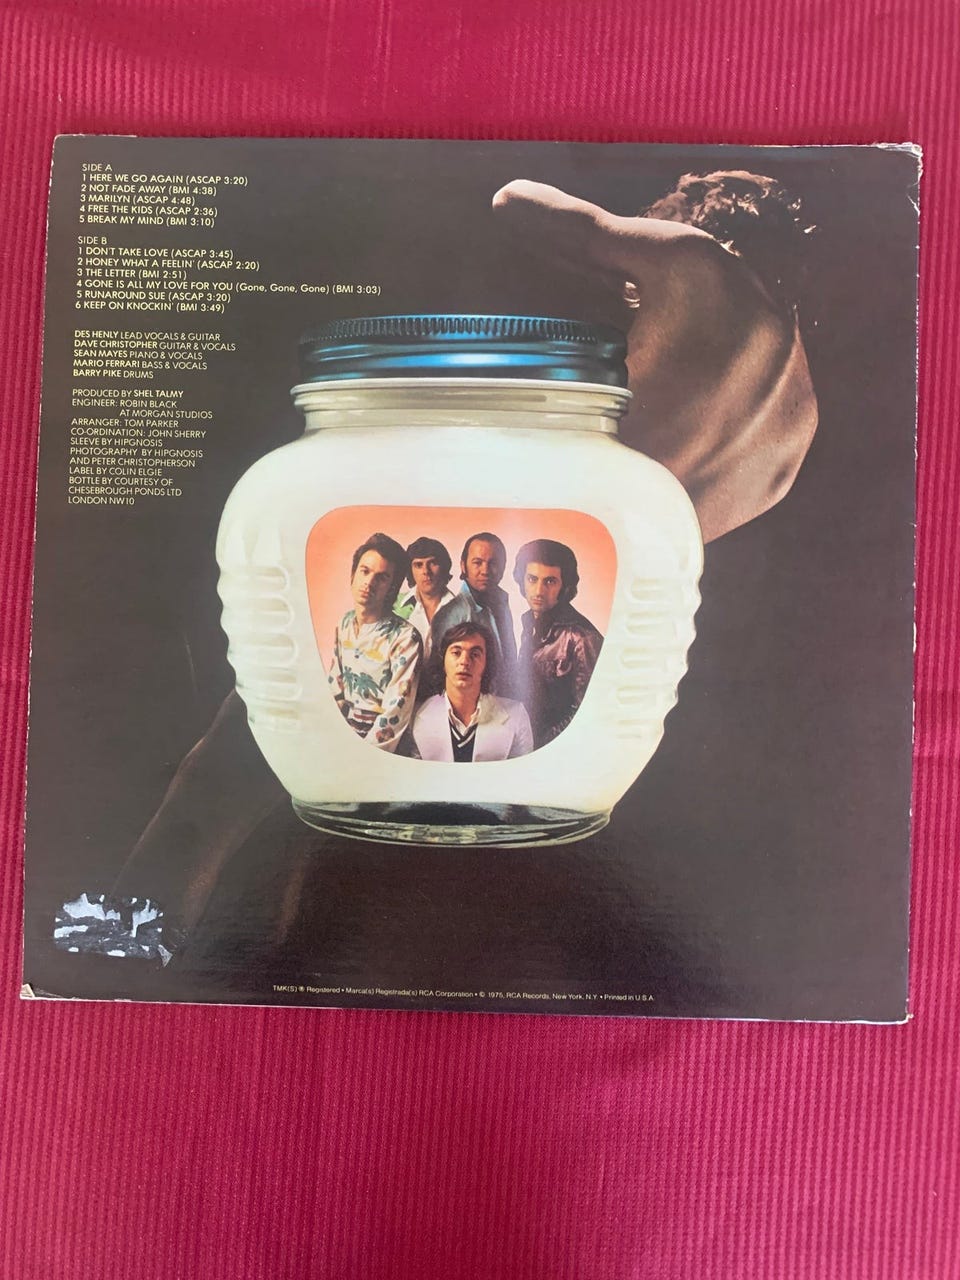 SIDE A
1 HERE WE GO AGAIN (ASCAP 3:20)
2 NOT FADE AWAY (BMI 4:38)
3 MARILYN (ASCAP 4:48)
4 FREE THE KIDS (ASCAP 2:36)
5 BREAK MY MIND (BMI 3:10)
SIDE B
1 DON'T TAKE LOVE (ASCAP 3:45)
2 HONEY WHAT A FEELIN' (ASCAP 2:20)
3 THE LETTER (BMI 2:51)
4 GONE IS ALL MY LOVE FOR YOU (Gone, Gone, Gone) (BMI 3:03)
5 RUNAROUND SUE (ASCAP 3:20)
6 KEEP ON KNOCKIN' (BMI 3:49)
DES HENLY LEAD VOCALS & GUITAR
DAVE CHRISTOPHER GUITAR & VOCALS
SEAN MAYES PIANO & VOCALS
MARIO FERRARI BASS & VOCALS
BARRY PIKE DRUMS
PRODUCED BY SHEL TALMY
ENGINEER: ROBIN BLACK
AT MORGAN STUDIOS
ARRANGER: TOM PARKER
CO-ORDINATION: JOHN SHERRY
SLEEVE BY HIPGNOSIS
PHOTOGRAPHY BY HIPGNOSIS
AND PETER CHRISTOPHERSON
LABEL BY COLIN ELGIE
BOTTLE BY COURTESY OF
CHESEBROUGH PONDS LTD
LONDON NW10
TMK(S) ® Registered • Marca(s) Registrada(s) RCA Corporation • © 1975, RCA Records, New York, N.Y. • Printed in U.S.A.